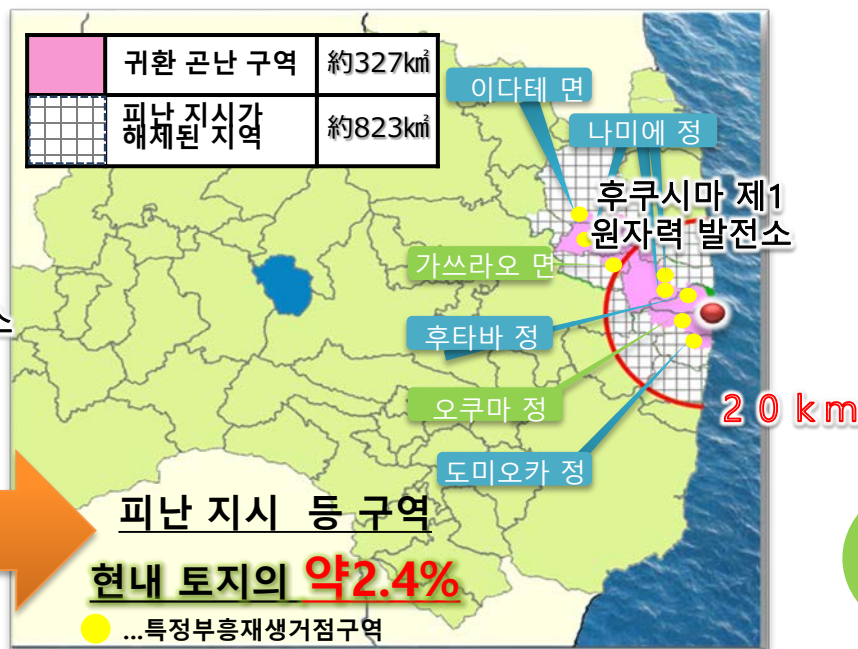 귀환 곤난 구역 約327㎢
피난 지시가
해제된 지역 約823㎢
이다테 면
나미에 정
후쿠시마 제1
원자력 발전소
가쓰라오 면
소
후타바 정
오쿠마 정
２０ｋｍ
도미오카 정
피난 지시 등 구역
현내 토지의 약2.4%
...특정부흥재생거점구역